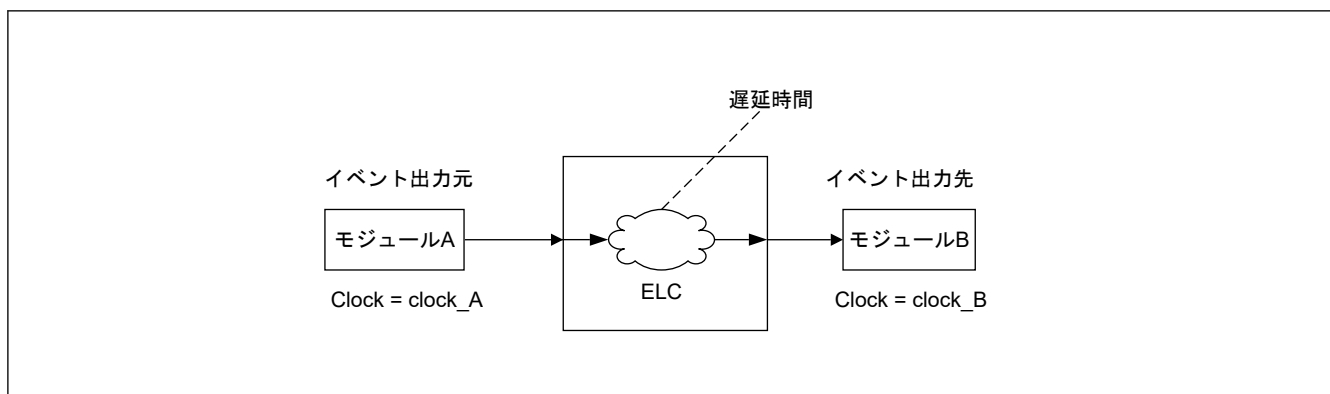 遅延時間
イベント出力元
イベント出力先
モジュールA
モジュールB
ELC
Clock = clock_A
Clock = clock_B